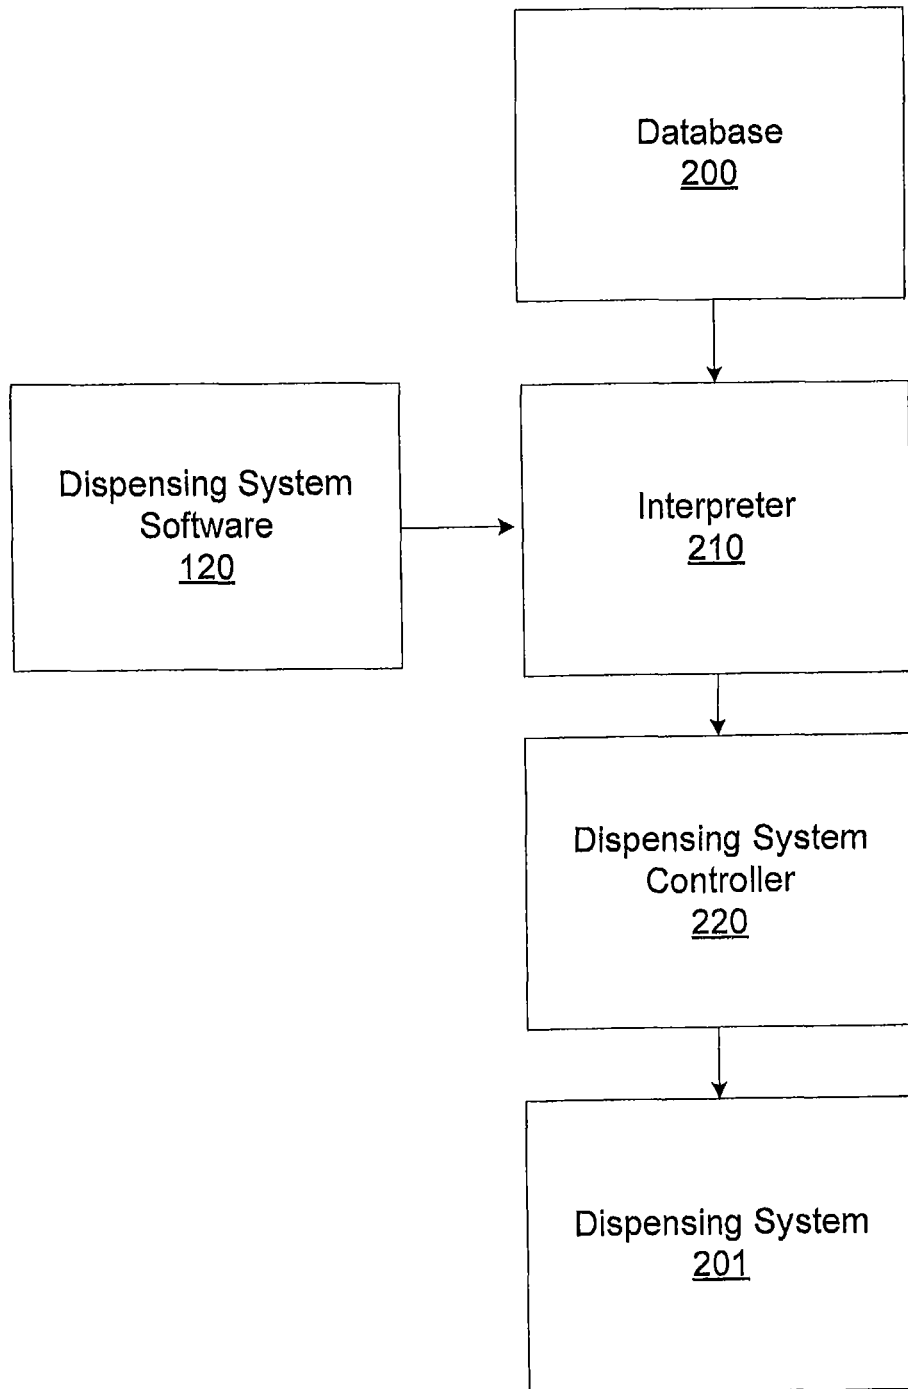 Database
200
Dispensing System
Software
120
Interpreter
210
Dispensing System
Controller
220
Dispensing System
201